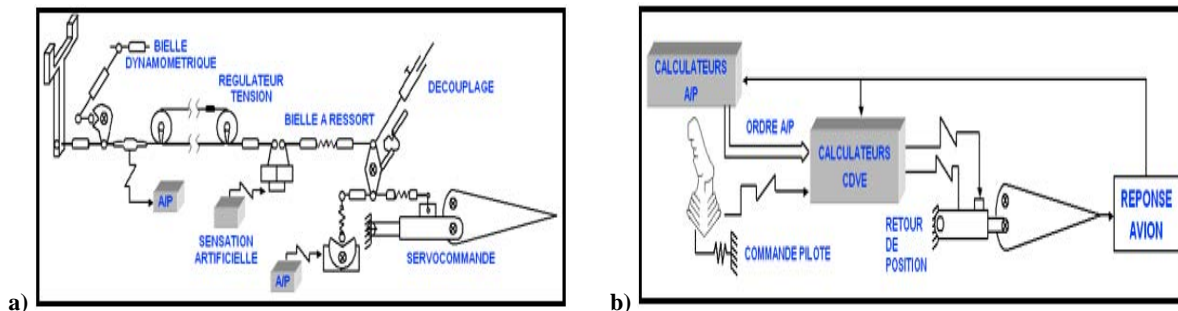 BIELLE
DYNAMOMETRIQUE
REGULATEUR
TENSION
DECOUPLAGE
BIELLE A RESSORT
A/P
SENSATION
ARTIFICIELLE
A/P
SERVOCOMMANDE
a)
CALCULATEURS
A/P
ORDRE A/P
CALCULATEURS
CDVE
RETOUR
DE
POSITION
COMMANDE PILOTE
REPONSE
AVION
b)